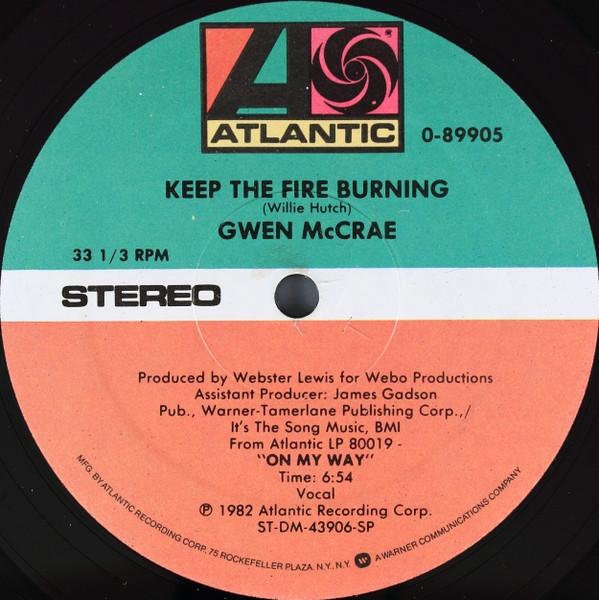 ATLANTIC
0-89905
KEEP THE FIRE BURNING
(Willie Hutch)
GWEN McCRAE
33 1/3 RPM
STEREO
Produced by Webster Lewis for Webo Productions
Assistant Producer: James Gadson
Pub., Warner-Tamerlane Publishing Corp.,/
It's The Song Music, BMI
From Atlantic LP 80019 -
"ON MY WAY"
Time: 6:54
Vocal
℗ 1982 Atlantic Recording Corp.
ST-DM-43906-SP
MFG. BY ATLANTIC RECORDING CORP. 75 ROCKEFELLER PLAZA. N.Y. N.Y. W A WARNER COMMUNICATIONS COMPANY